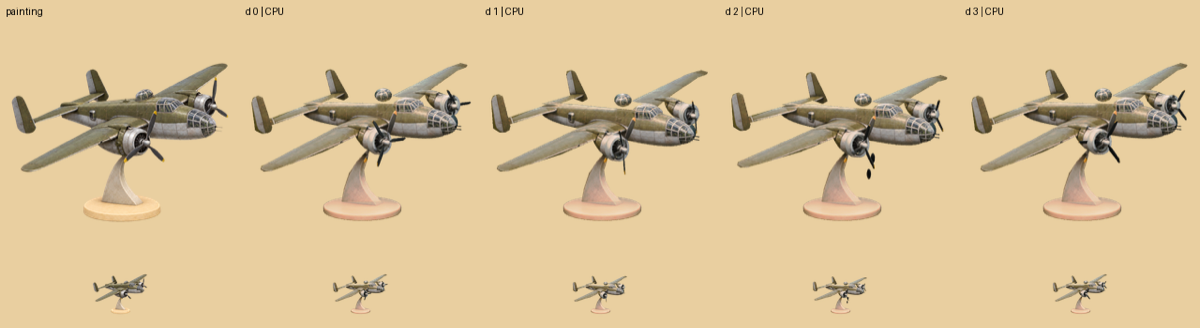 painting
d 0 | CPU
d 1 | CPU
d 2 | CPU
d 3 | CPU